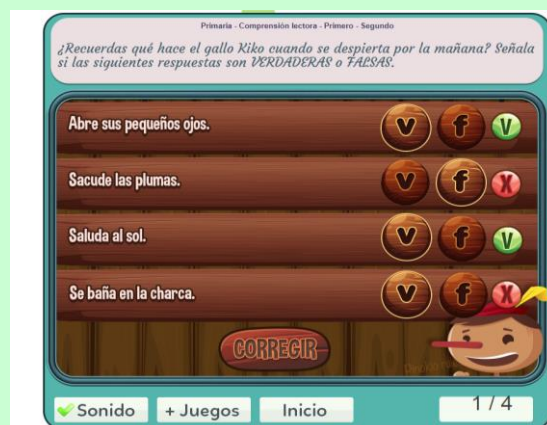 Primaria - Comprensión lectora - Primero - Segundo
¿Recuerdas qué hace el gallo Kiko cuando se despierta por la mañana? Señala
si las siguientes respuestas son VERDADERAS o FALSAS.
Abre sus pequeños ojos. v f V
Sacude las plumas. v f X
Saluda al sol. v f V
Se baña en la charca. v f X
CORREGIR
Sonido + Juegos Inicio 1 / 4